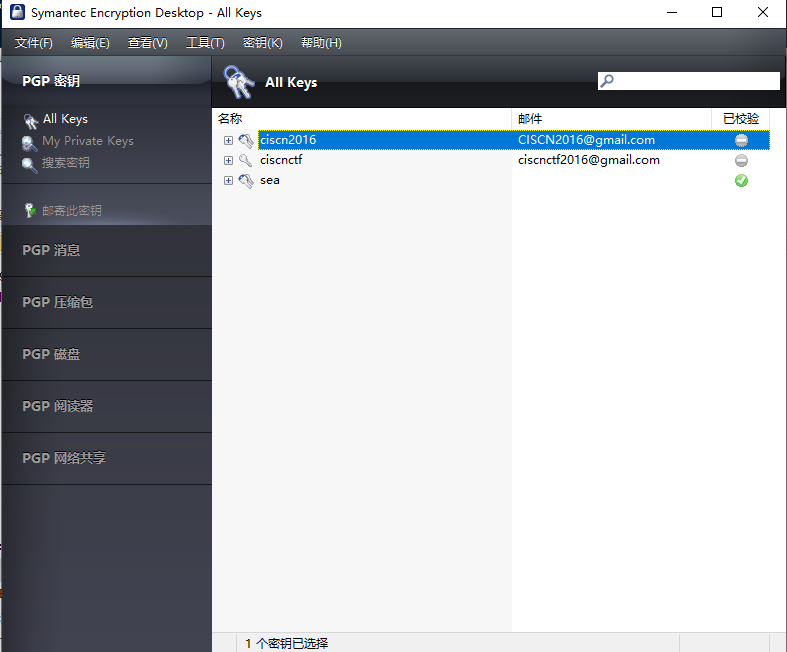 Symantec Encryption Desktop - All Keys
文件(F) 编辑(E) 查看(V) 工具(T) 密钥(K) 帮助(H)
PGP 密钥
All Keys
My Private Keys
搜索密钥
邮寄此密钥
PGP 消息
PGP 压缩包
PGP 磁盘
PGP 阅读器
PGP 网络共享
All Keys
名称 邮件 已校验
ciscn2016 CISCN2016@gmail.com
ciscnctf ciscnctf2016@gmail.com
sea
1 个密钥已选择